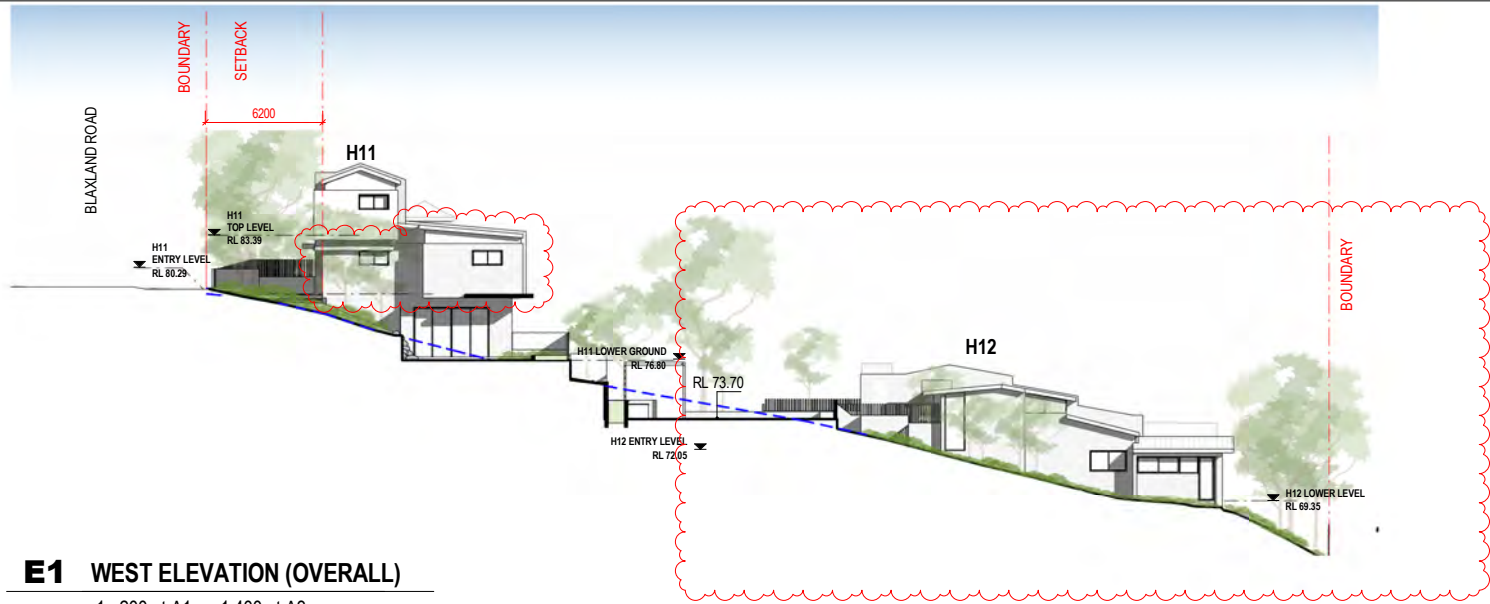 BOUNDARY
SETBACK
6200
BLAXLAND ROAD
H11
H11
TOP LEVEL
RL 83.39
H11
ENTRY LEVEL
RL 80.29
BOUNDARY
H11 LOWER GROUND
RL 76.80
RL 73.70
H12
H12 ENTRY LEVEL
RL 72.05
H12 LOWER LEVEL
RL 69.35
E1 WEST ELEVATION (OVERALL)